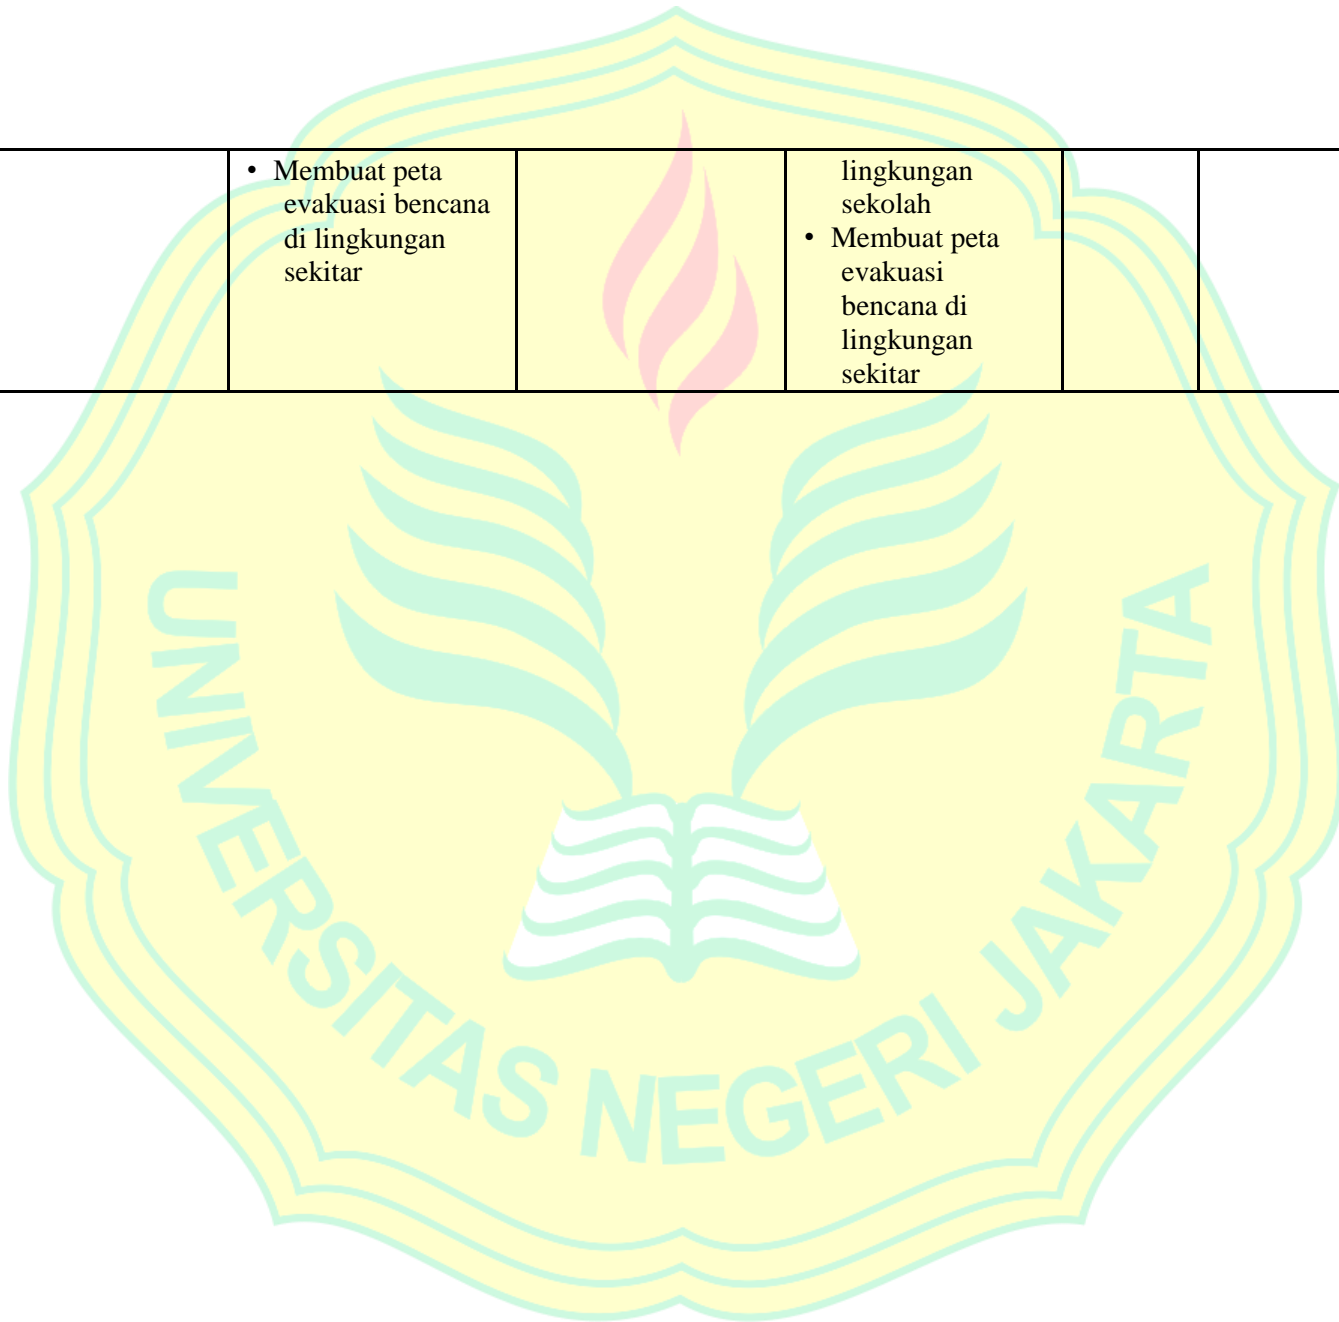 • Membuat peta
evakuasi bencana
di lingkungan
sekitar
lingkungan
sekolah
• Membuat peta
evakuasi
bencana di
lingkungan
sekitar
UNIVERSITAS NEGERI JAKARTA